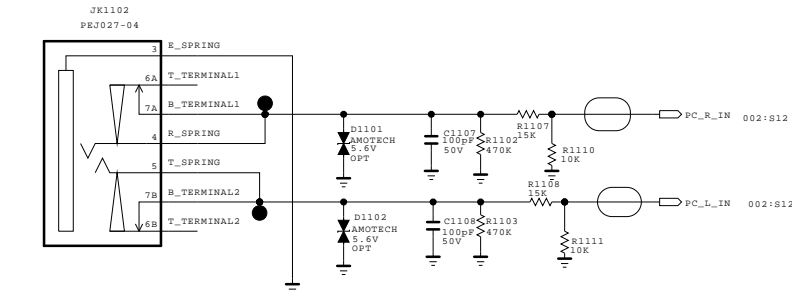 JK1102
PEJ027-04
3 E_SPRING
6A T_TERMINAL1
7A B_TERMINAL1
4 R_SPRING
5 T_SPRING
7B B_TERMINAL2
6B T_TERMINAL2
D1101
AMOTECH
5.6V
OPT
C1107
100pF
50V
R1102
470K
R1107
15K
R1110
10K
PC_R_IN 002:S12
D1102
AMOTECH
5.6V
OPT
C1108
100pF
50V
R1103
470K
R1108
15K
R1111
10K
PC_L_IN 002:S12